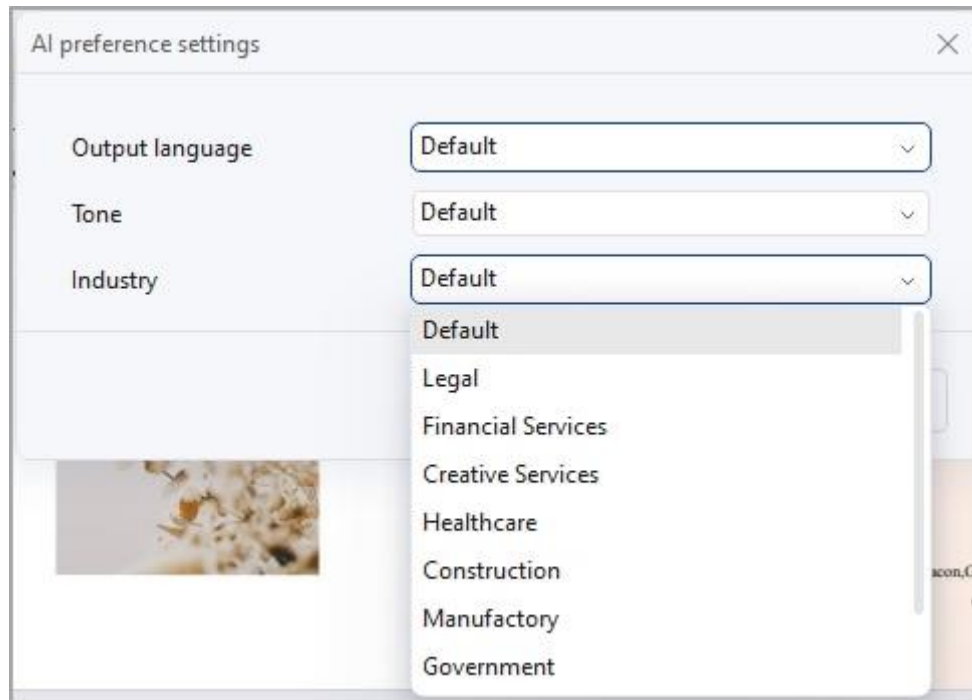 AI preference settings
Output language Default
Tone Default
Industry Default
Default
Legal
Financial Services
Creative Services
Healthcare
Construction
Manufactory
Government